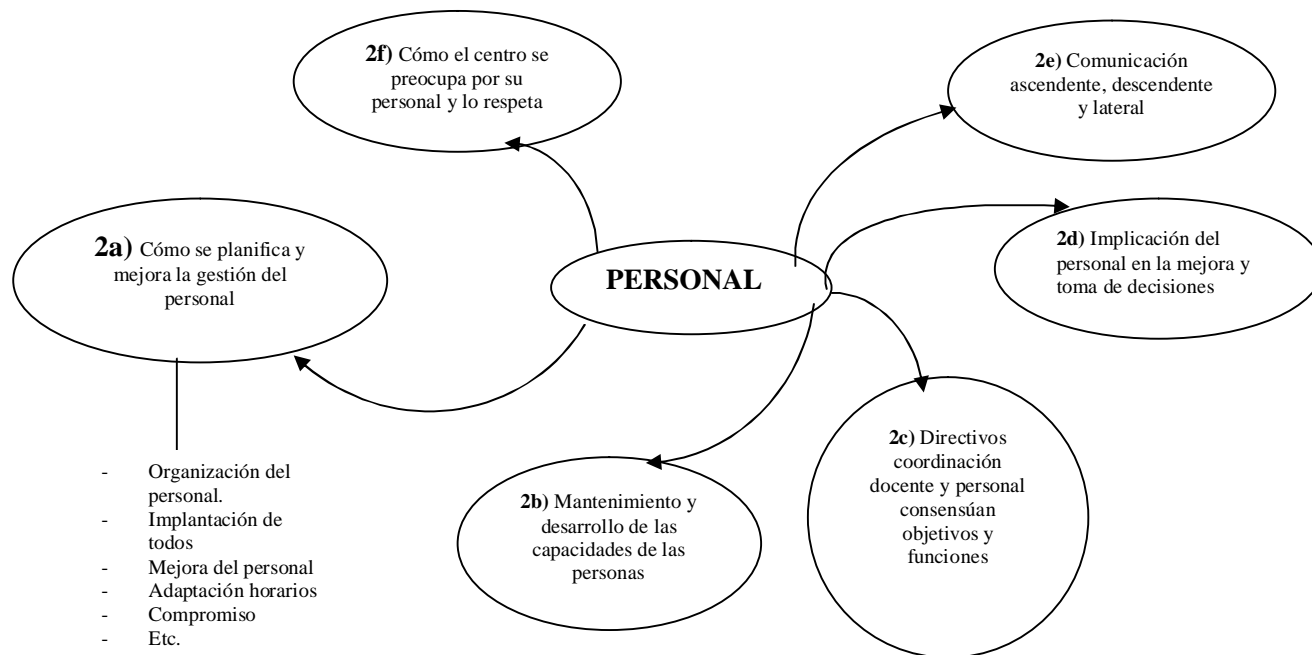 2f) Cómo el centro se
preocupa por su
personal y lo respeta
2e) Comunicación
ascendente, descendente
y lateral
2a) Cómo se planifica y
mejora la gestión del
personal
PERSONAL
2d) Implicación del
personal en la mejora y
toma de decisiones
2c) Directivos
coordinación
docente y personal
consensúan
objetivos y
funciones
2b) Mantenimiento y
desarrollo de las
capacidades de las
personas
- Organización del
personal.
- Implantación de
todos
- Mejora del personal
- Adaptación horarios
- Compromiso
- Etc.